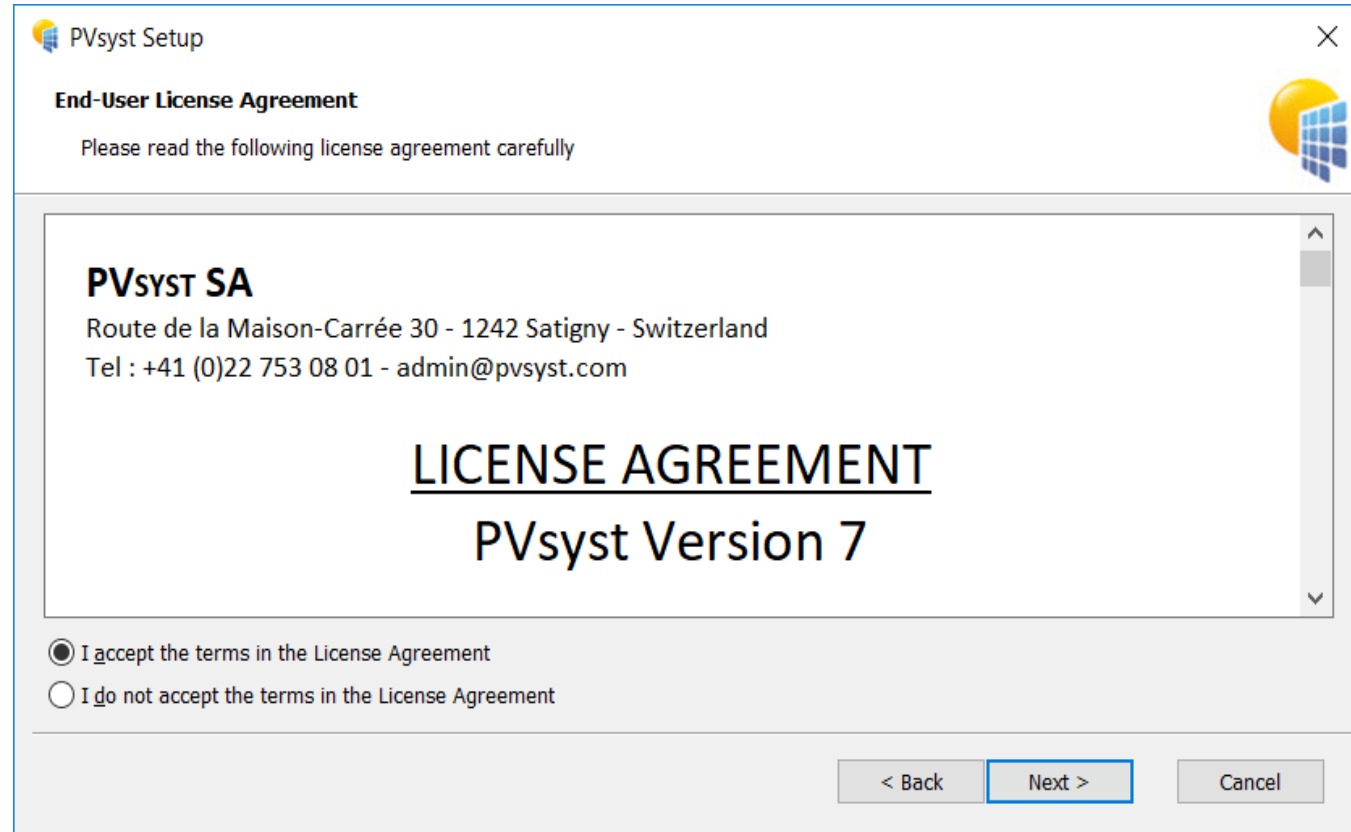 PVsyst Setup
End-User License Agreement
Please read the following license agreement carefully
PVSYST SA
Route de la Maison-Carrée 30 - 1242 Satigny - Switzerland
Tel : +41 (0)22 753 08 01 - admin@pvsyst.com
LICENSE AGREEMENT
PVsyst Version 7
I accept the terms in the License Agreement
I do not accept the terms in the License Agreement
< Back Next > Cancel